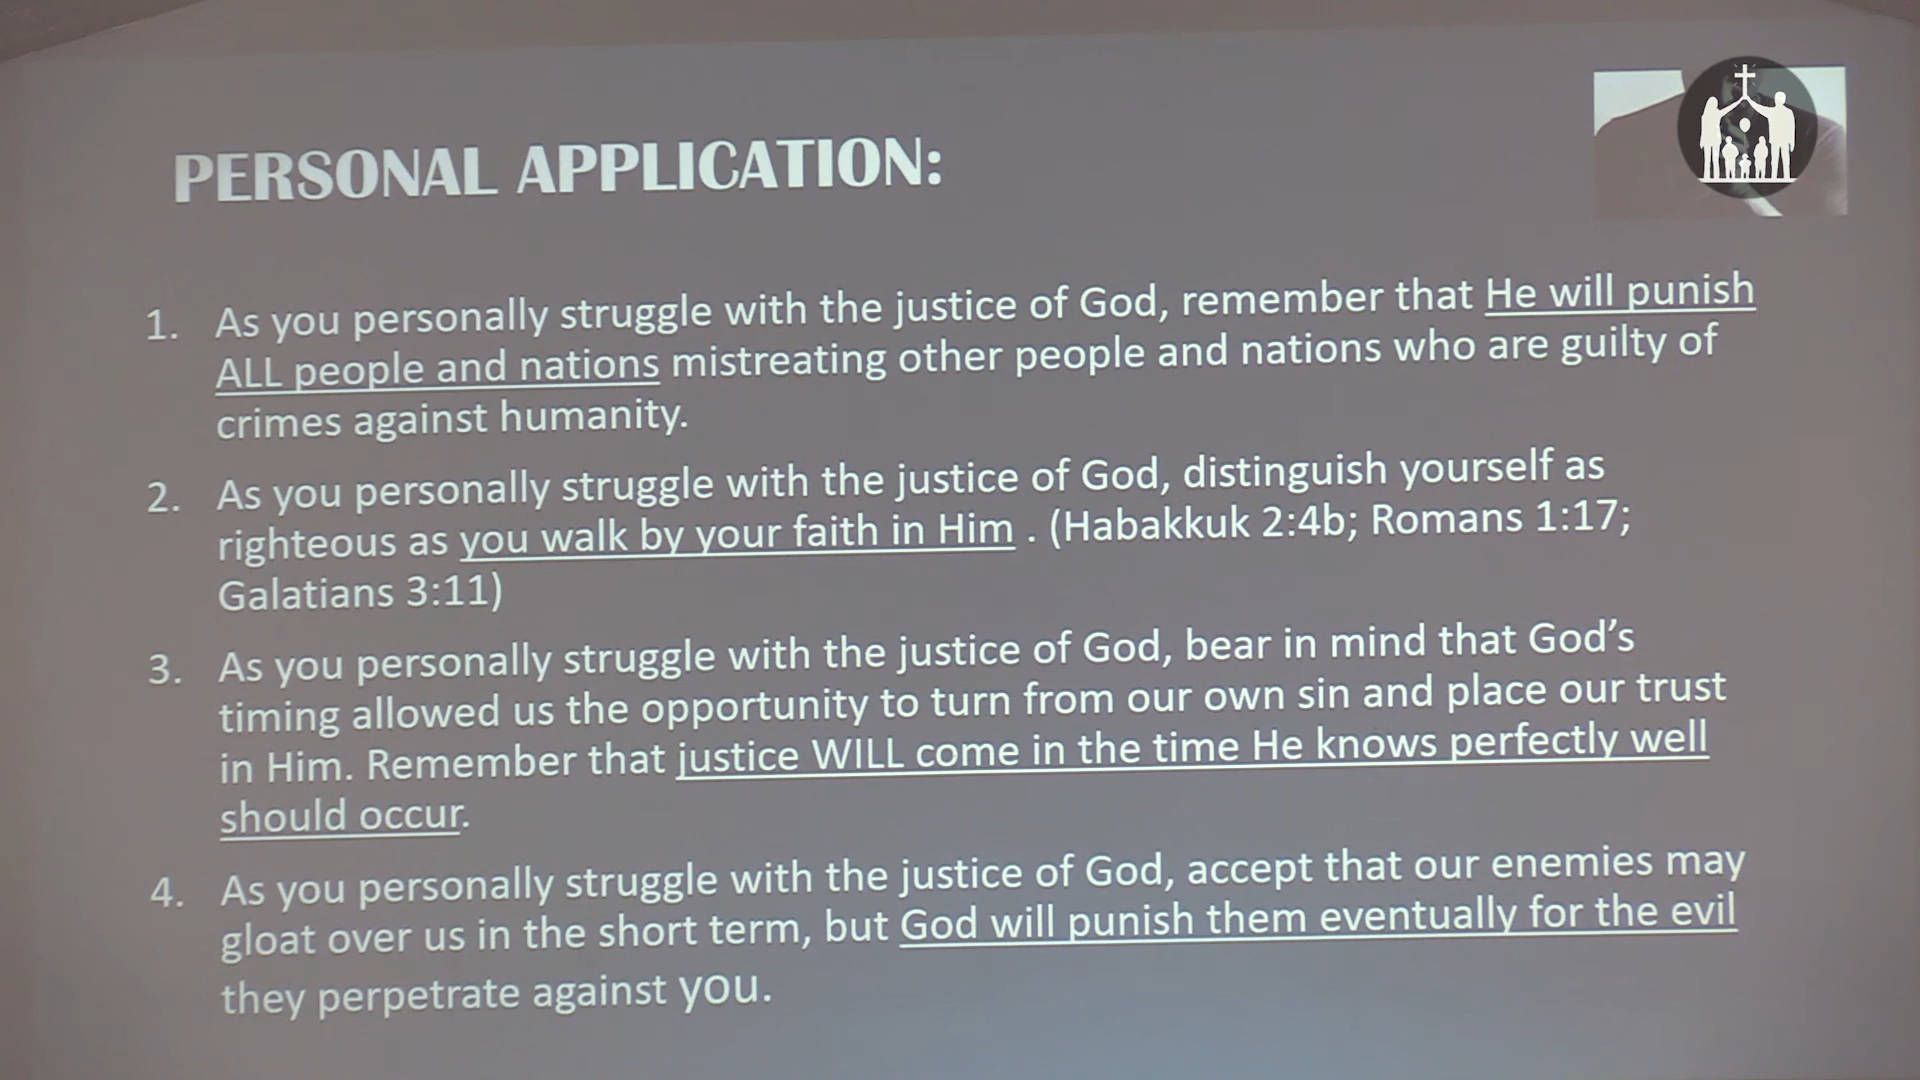 PERSONAL APPLICATION:
1. As you personally struggle with the justice of God, remember that He will punish
ALL people and nations mistreating other people and nations who are guilty of
crimes against humanity.
2. As you personally struggle with the justice of God, distinguish yourself as
righteous as you walk by your faith in Him . (Habakkuk 2:4b; Romans 1:17;
Galatians 3:11)
3. As you personally struggle with the justice of God, bear in mind that God’s
timing allowed us the opportunity to turn from our own sin and place our trust
in Him. Remember that justice WILL come in the time He knows perfectly well
should occur.
4. As you personally struggle with the justice of God, accept that our enemies may
gloat over us in the short term, but God will punish them eventually for the evil
they perpetrate against you.